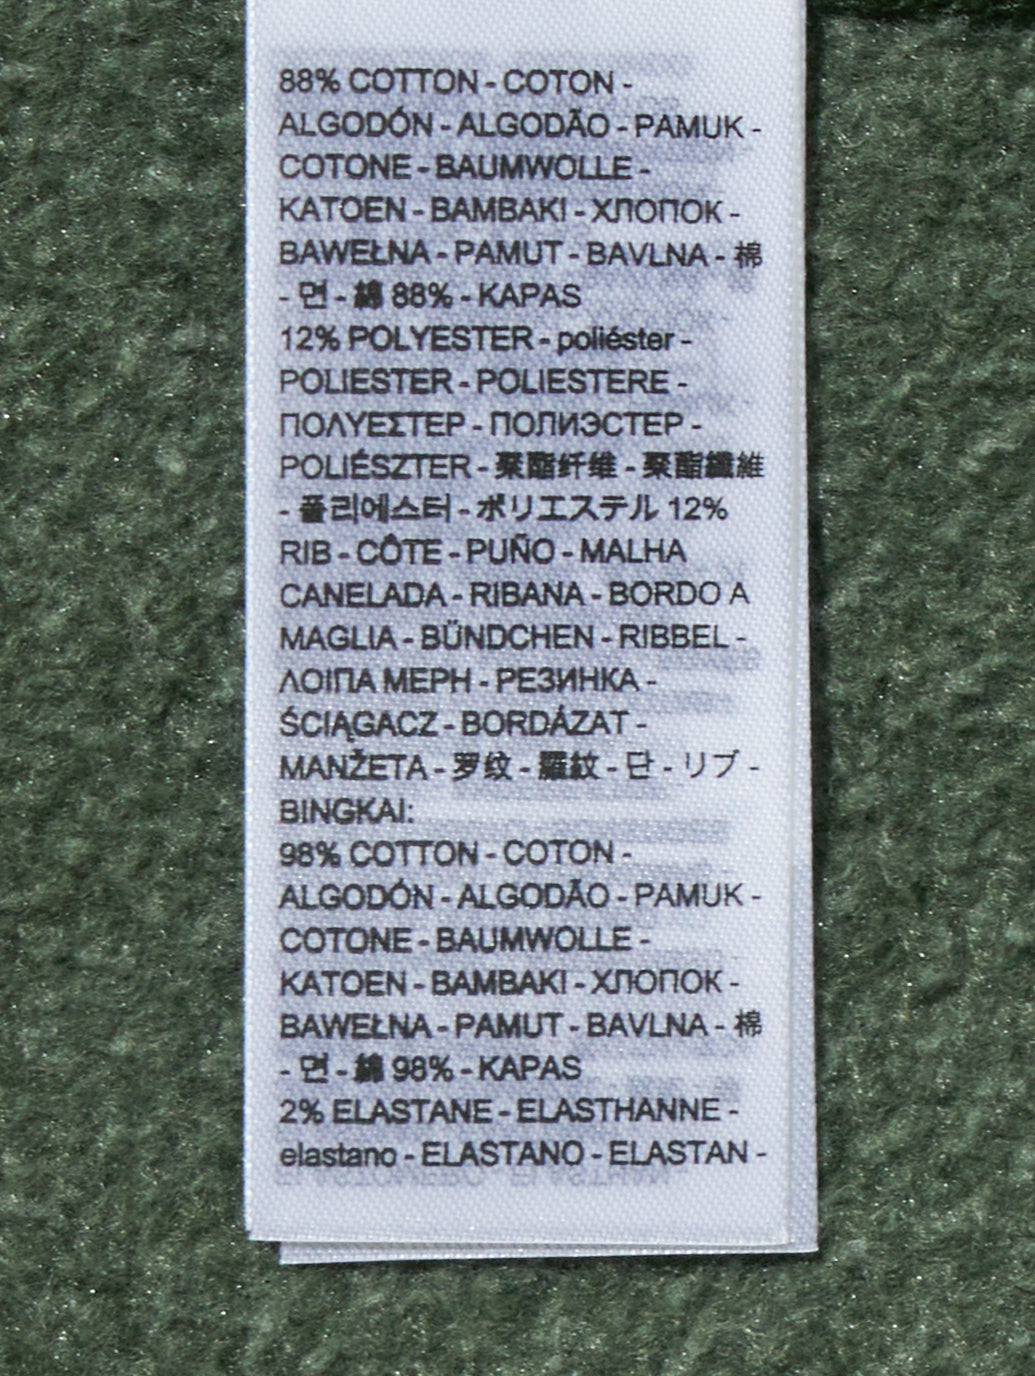 88% COTTON - COTON -
ALGODÓN - ALGODÃO - PAMUK -
COTONE - BAUMWOLLE -
KATOEN - BAMBAKI - ХЛОПОК -
BAWEŁNA - PAMUT - BAVLNA - 棉
- 면 - 綿 88% - KAPAS
12% POLYESTER - poliéster -
POLIESTER - POLIESTERE -
ΠΟΛΥΕΣΤΕΡ - ПОЛИЭСТЕР -
POLIÉSZTER - 聚酯纤维 - 聚酯纖維
- 폴리에스터 - ポリエステル 12%
RIB - CÔTE - PUÑO - MALHA
CANELADA - RIBANA - BORDO A
MAGLIA - BÜNDCHEN - RIBBEL -
ΛΟΙΠΑ ΜΕΡΗ - РЕЗИНКА -
ŚCIĄGACZ - BORDÁZAT -
MANŽETA - 罗纹 - 羅紋 - 단 - リブ -
BINGKAI:
98% COTTON - COTON -
ALGODÓN - ALGODÃO - PAMUK -
COTONE - BAUMWOLLE -
KATOEN - BAMBAKI - ХЛОПОК -
BAWEŁNA - PAMUT - BAVLNA - 棉
- 면 - 綿 98% - KAPAS
2% ELASTANE - ELASTHANNE -
elastano - ELASTANO - ELASTAN -